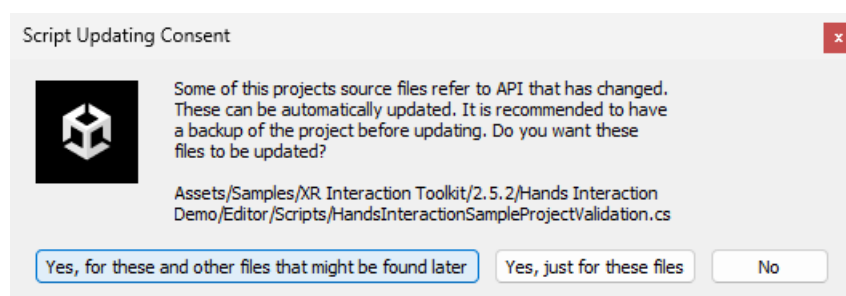 Script Updating Consent
x
Some of this projects source files refer to API that has changed.
These can be automatically updated. It is recommended to have
a backup of the project before updating. Do you want these
files to be updated?
Assets/Samples/XR Interaction Toolkit/2.5.2/Hands Interaction
Demo/Editor/Scripts/HandsInteractionSampleProjectValidation.cs
Yes, for these and other files that might be found later
Yes, just for these files
No